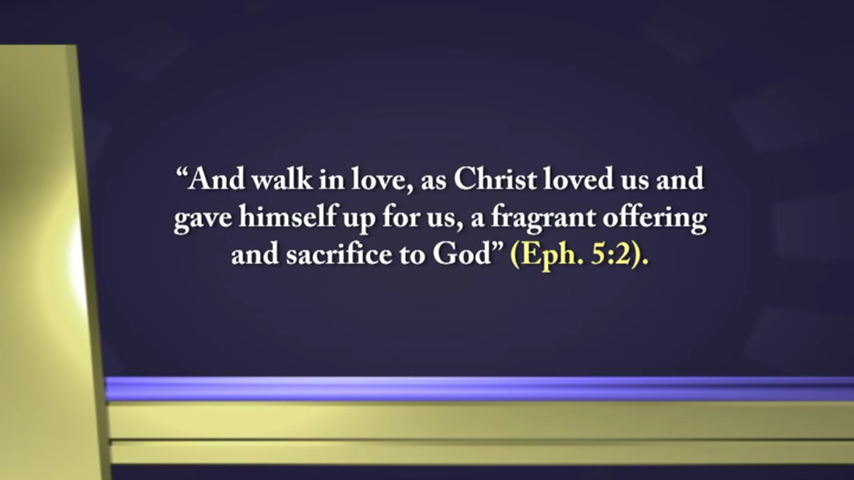 “And walk in love, as Christ loved us and
gave himself up for us, a fragrant offering
and sacrifice to God” (Eph. 5:2).